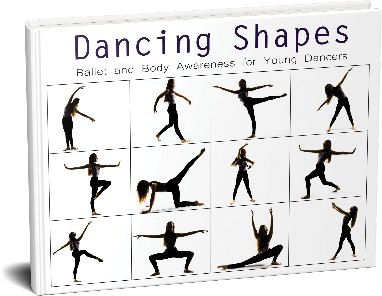 Dancing Shapes
Ballet and Body Awareness for Young Dancers